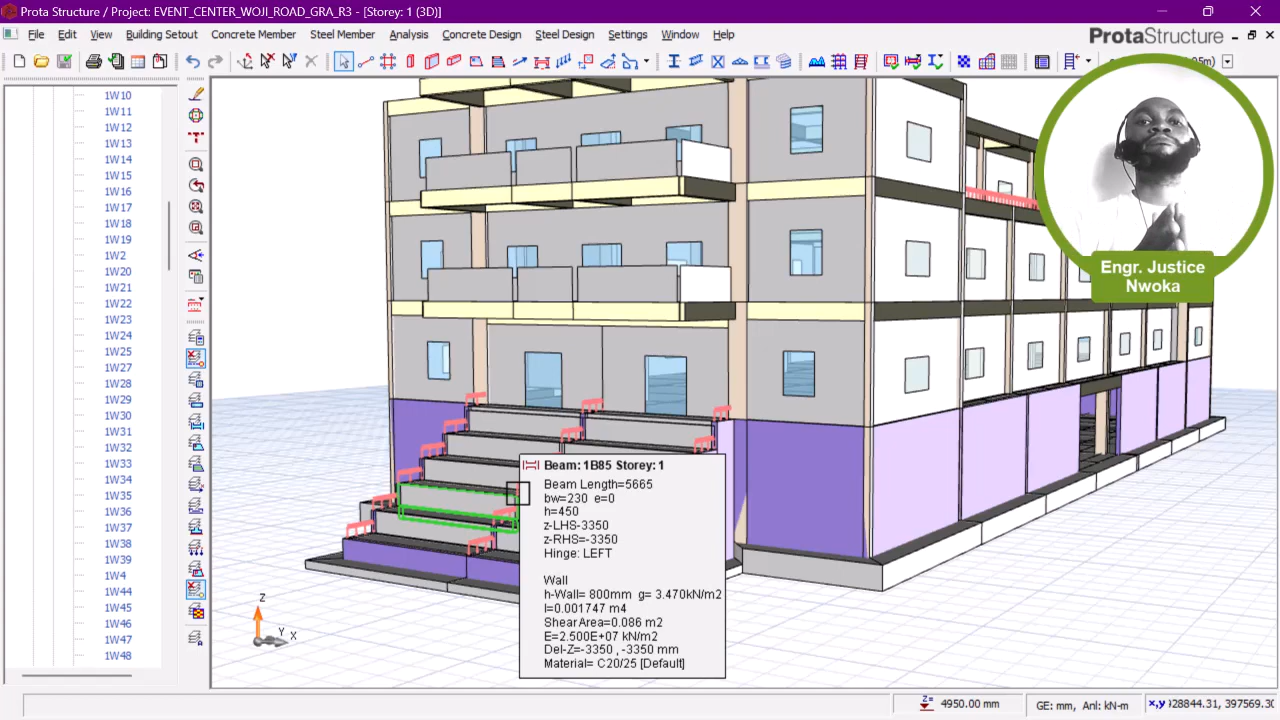 Prota Structure / Project: EVENT_CENTER_WOJI_ROAD_GRA_R3 - [Storey: 1 (3D)]
File Edit View Building Setout Concrete Member Steel Member Analysis Concrete Design Steel Design Settings Window Help
ProtaStructure
1W10
1W11
1W12
1W13
1W14
1W15
1W16
1W17
1W18
1W19
1W2
1W20
1W21
1W22
1W23
1W24
1W25
1W27
1W28
1W29
1W30
1W31
1W32
1W33
1W34
1W35
1W36
1W37
1W38
1W39
1W4
1W44
1W45
1W46
1W47
1W48
Engr. Justice
Nwoka
Beam: 1B85 Storey: 1
Beam Length=5665
bw=230 e=0
h=450
z-LHS-3350
z-RHS=-3350
Hinge: LEFT
Wall
h-Wall= 800mm g= 3.470kN/m2
I=0.001747 m4
Shear Area=0.086 m2
E=2.500E+07 kN/m2
Del-Z=-3350 , -3350 mm
Material= C20/25 [Default]
Z
Y
X
Z= 4950.00 mm
GE: mm, Anl: kN-m
x,y